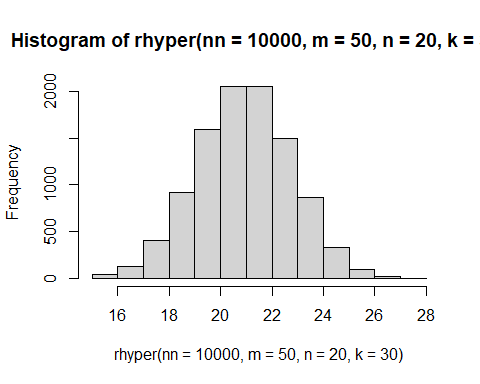 Histogram of rhyper(nn = 10000, m = 50, n = 20, k =
Frequency
2000
1000
500
0
16 18 20 22 24 26 28
rhyper(nn = 10000, m = 50, n = 20, k = 30)